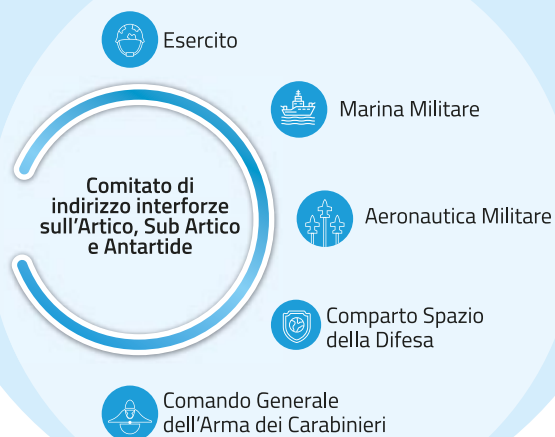 Esercito
Marina Militare
Comitato di
indirizzo interforze
sull'Artico, Sub Artico
e Antartide
Aeronautica Militare
Comparto Spazio
della Difesa
Comando Generale
dell'Arma dei Carabinieri